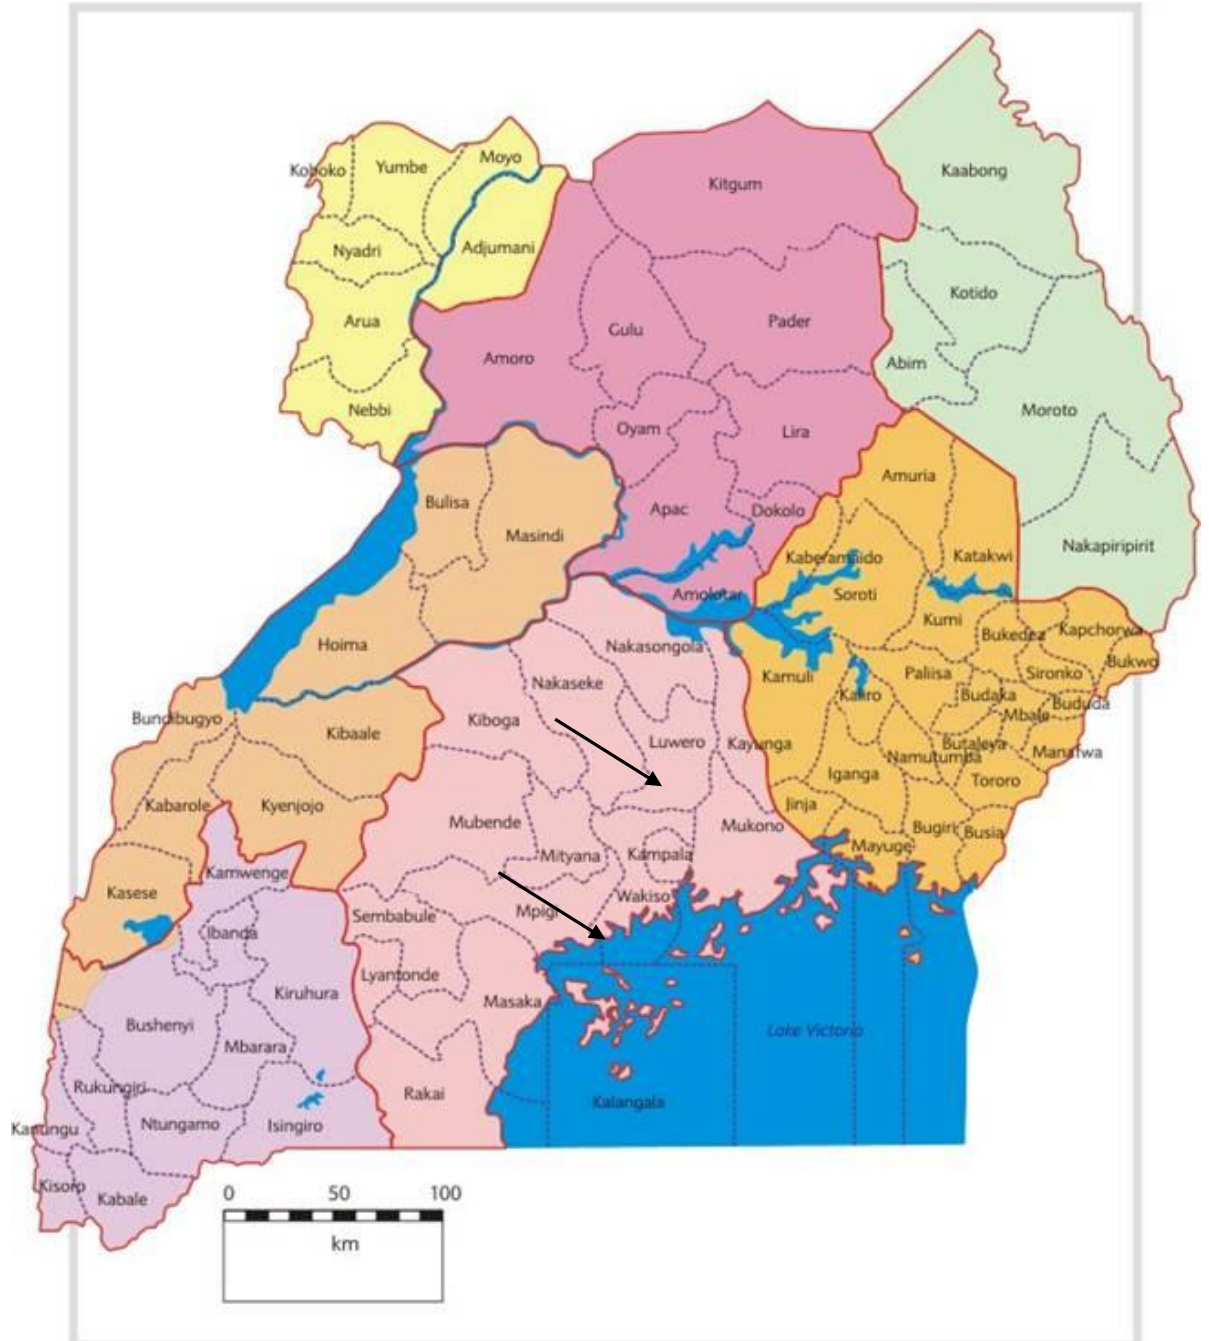 Koboko
Yumbe
Moyo
Kitgum
Kaabong
Nyadri
Adjumani
Kotido
Arua
Gulu
Pader
Amoro
Abim
Nebbi
Moroto
Oyam
Lira
Amuria
Bulisa
Apac
Dokolo
Masindi
Nakapiripirit
Kaberamaido
Katakwi
Amolotar
Soroti
Kumi
Bukedea
Kapchorwa
Hoima
Nakasongola
Bukwo
Kamuli
Paliisa
Sironko
Nakaseke
Kaliro
Budaka
Bududa
Bundibugyo
Kiboga
Mbale
Kibaale
Luwero
Kayunga
Butaleya
Manafwa
Namutumba
Iganga
Tororo
Kabarole
Kyenjojo
Jinja
Mubende
Mukono
Bugiri
Busia
Mityana
Kampala
Mayuge
Kamwenge
Kasese
Wakiso
Sembabule
Mpigi
Ibanda
Lyantonde
Kiruhura
Masaka
Bushenyi
Lake Victoria
Mbarara
Rukungiri
Rakai
Kalangala
Kanungu
Ntungamo
Isingiro
Kisoro
Kabale
0 50 100
km